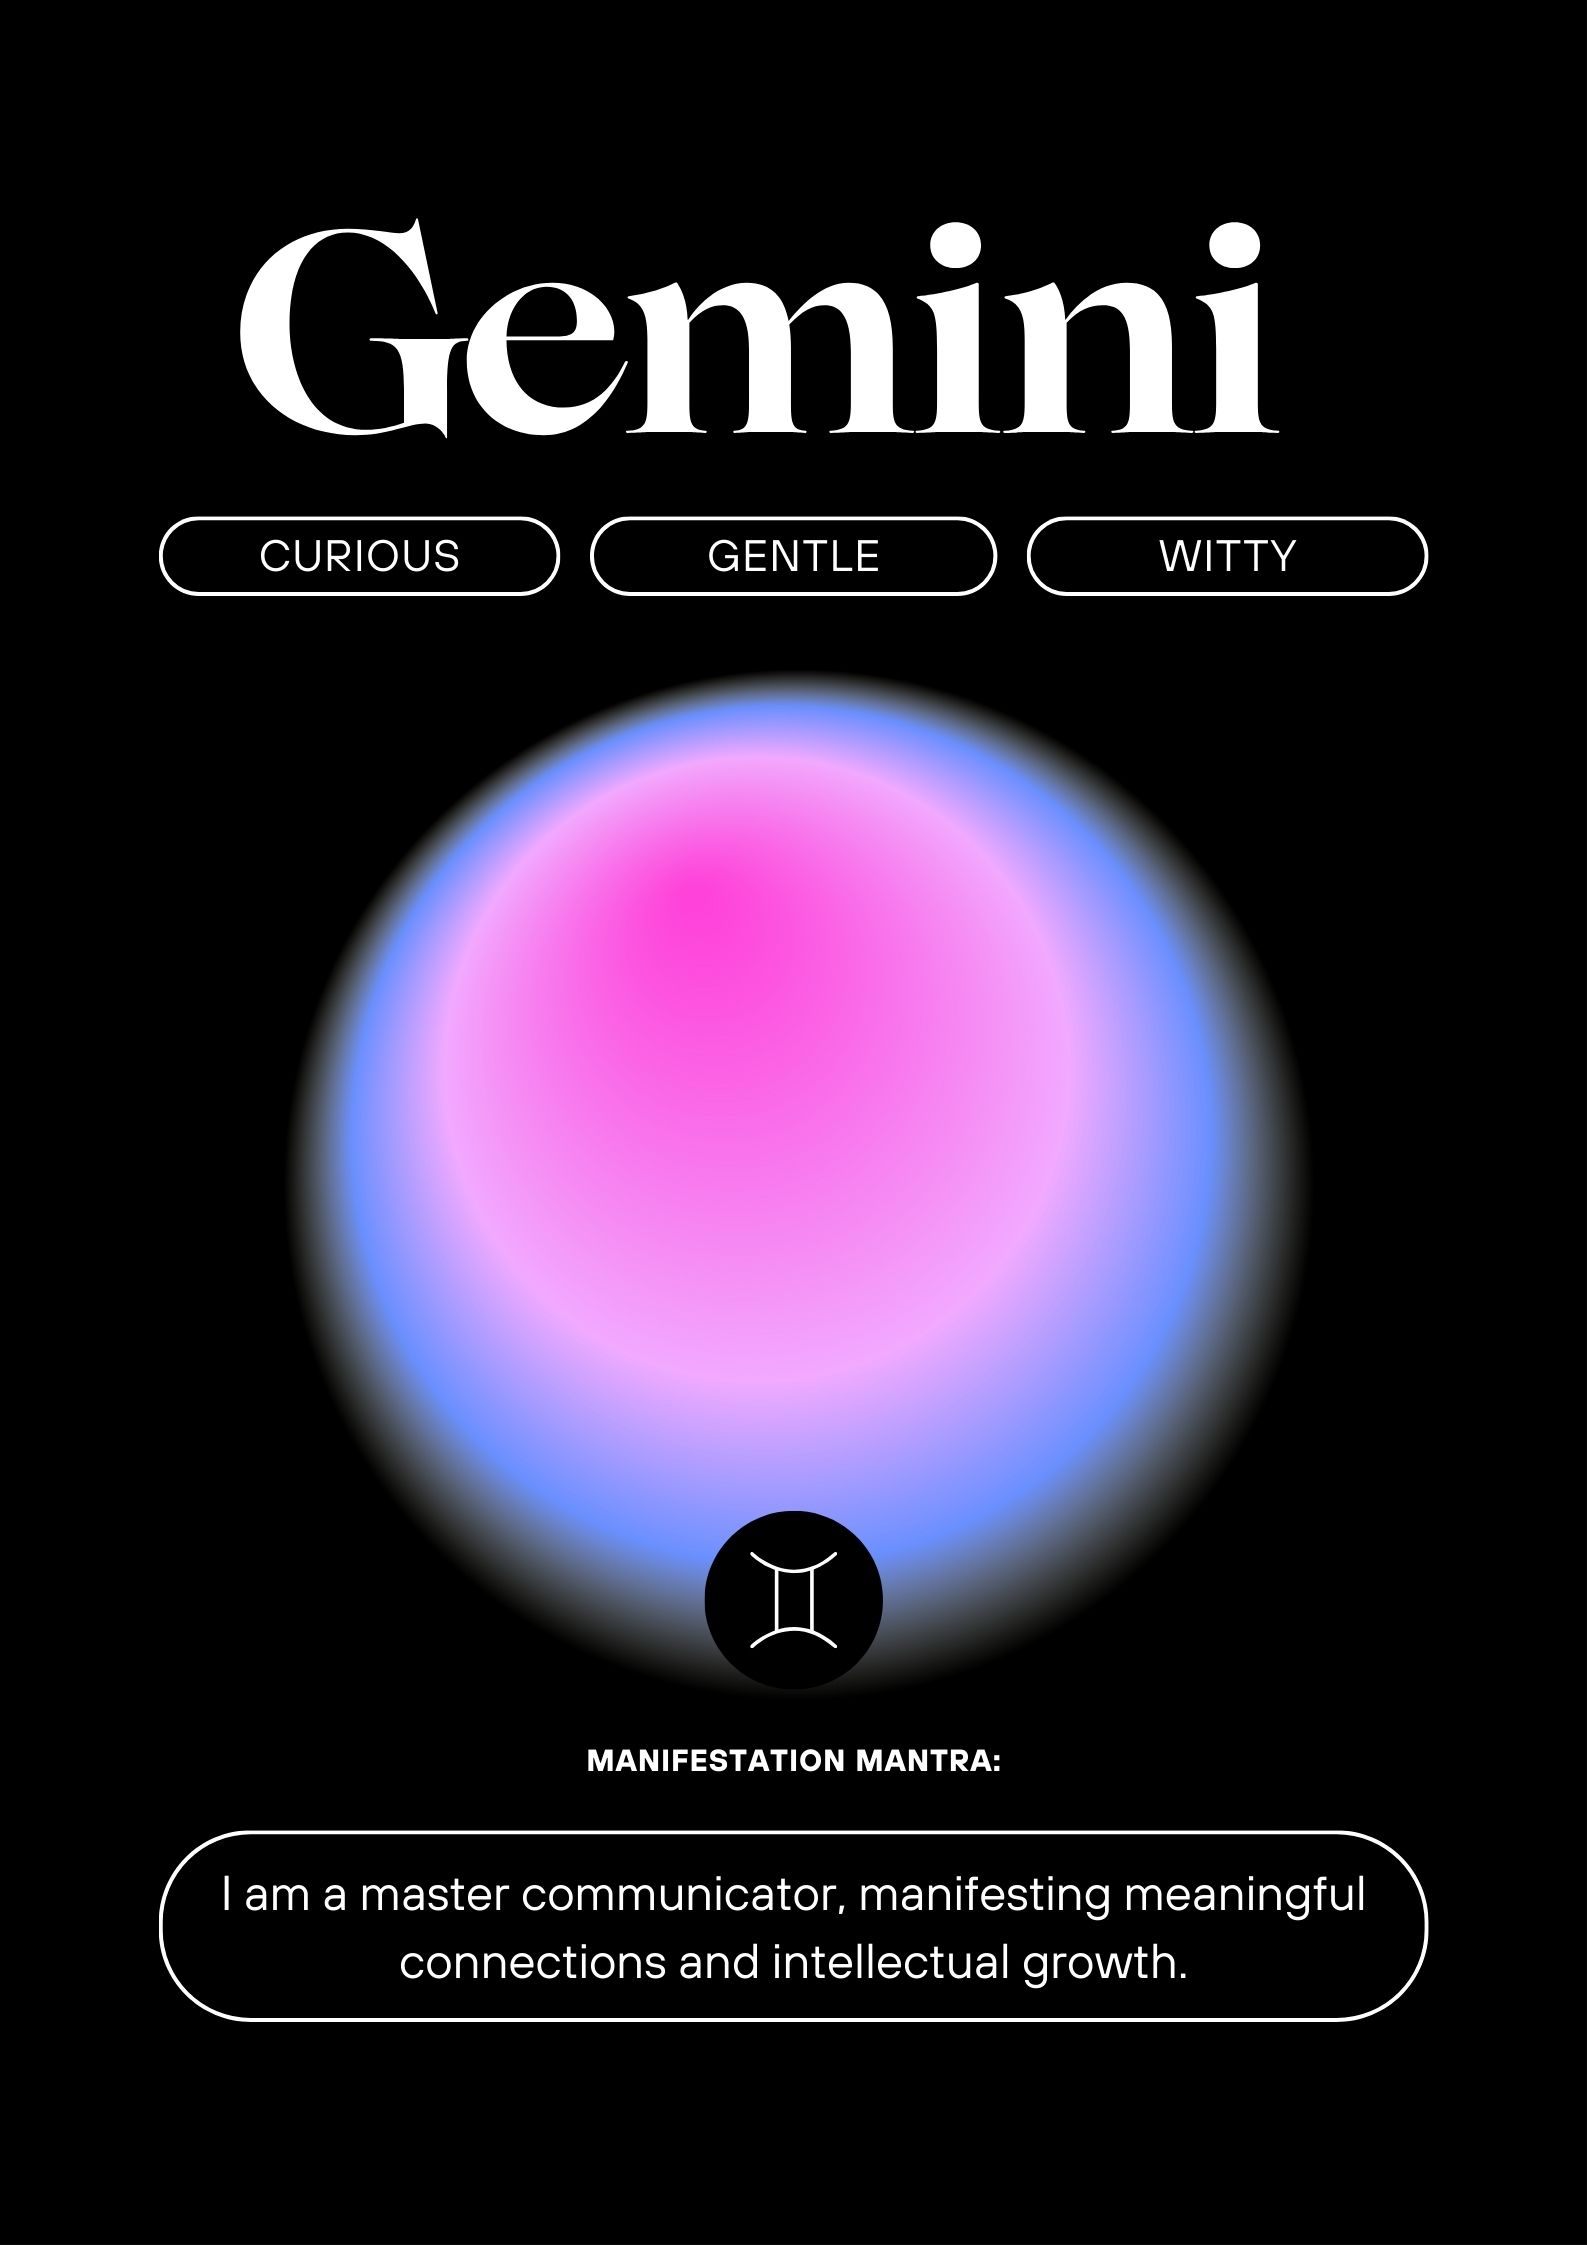 Gemini
CURIOUS GENTLE WITTY
MANIFESTATION MANTRA:
I am a master communicator, manifesting meaningful
connections and intellectual growth.